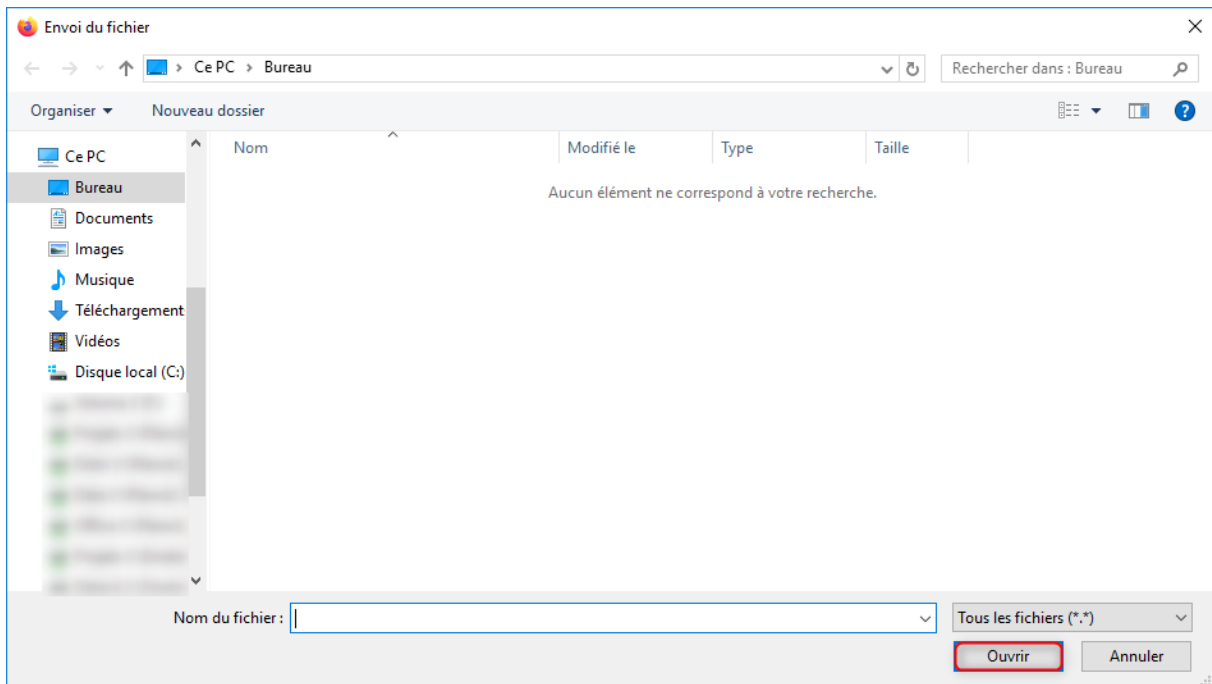 Envoi du fichier
Ce PC > Bureau
Rechercher dans : Bureau
Organiser
Nouveau dossier
Nom
Modifié le
Type
Taille
Aucun élément ne correspond à votre recherche.
Ce PC
Bureau
Documents
Images
Musique
Téléchargement
Vidéos
Disque local (C:)
Nom du fichier :
Tous les fichiers (*.*)
Ouvrir
Annuler